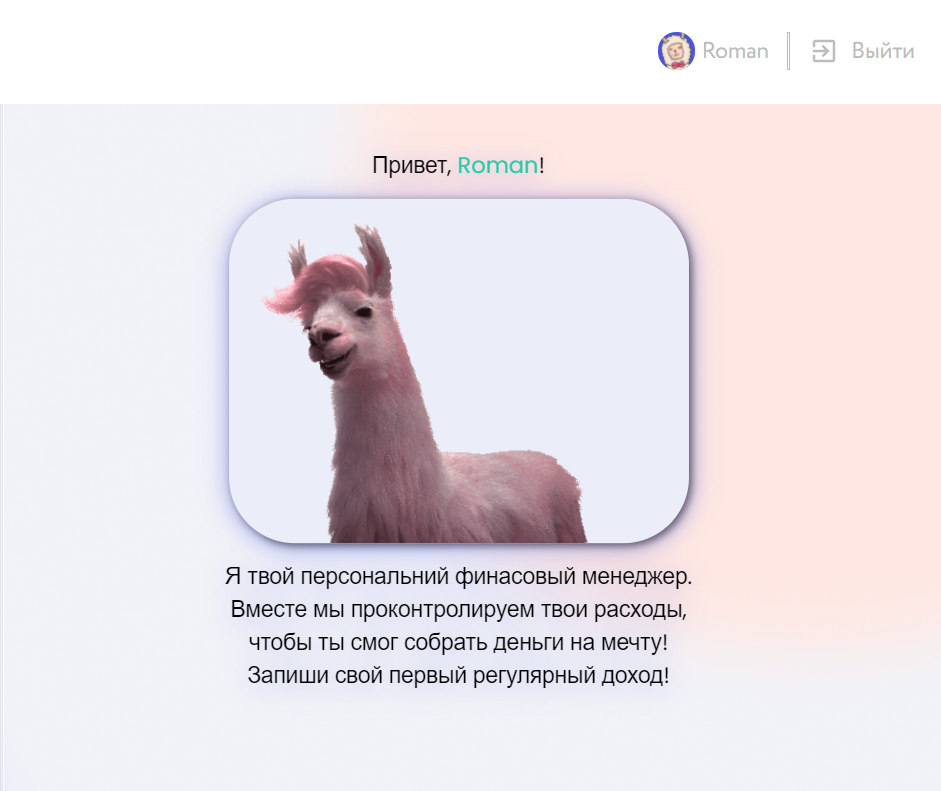 Roman
Выйти
Привет, Roman!
Я твой персональний финасовый менеджер.
Вместе мы проконтролируем твои расходы,
чтобы ты смог собрать деньги на мечту!
Запиши свой первый регулярный доход!